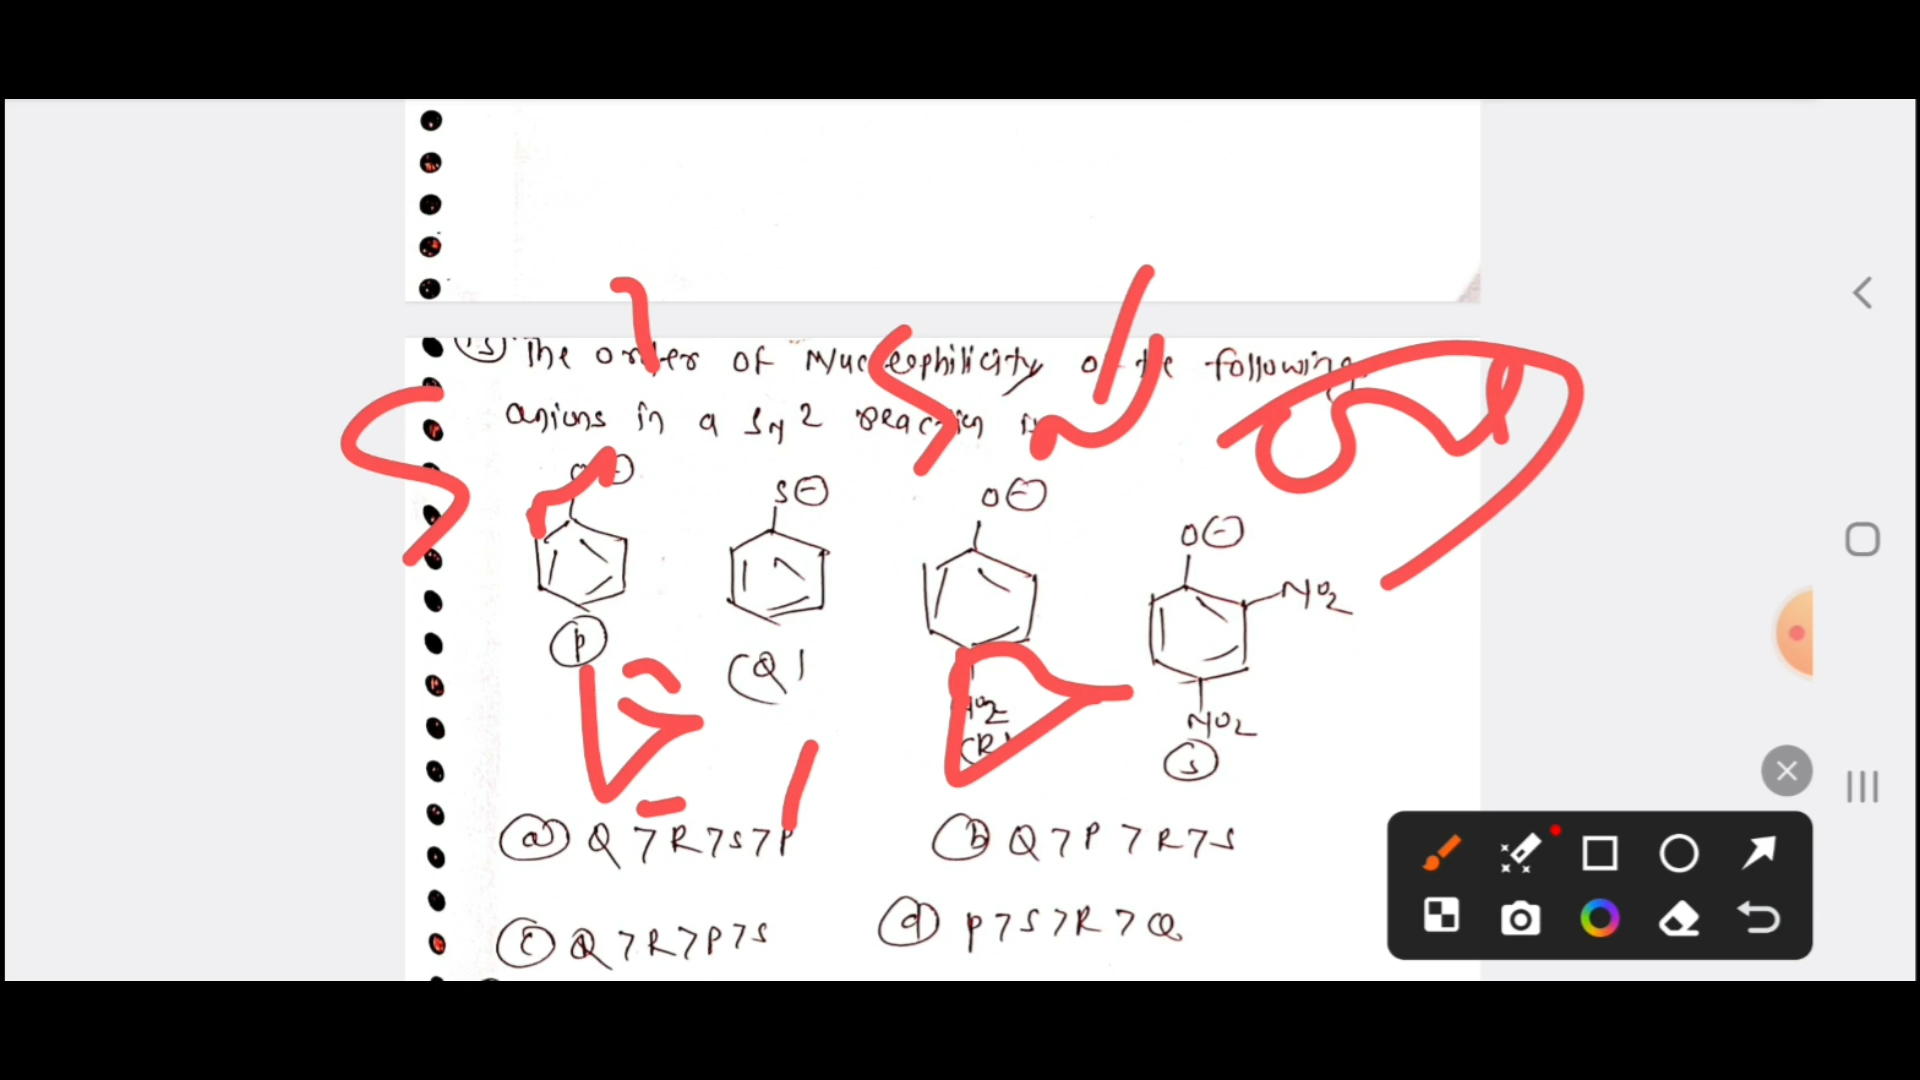 (15) The order of Nucleophilicity of the following
anions in a SN2 reaction is
O⊖ S⊖ O⊖ O⊖
NO2
(P) (Q) NO2 NO2
(R) (S)
(a) Q > R > S > P (b) Q > P > R > S
(c) Q > R > P > S (d) P > S > R > Q